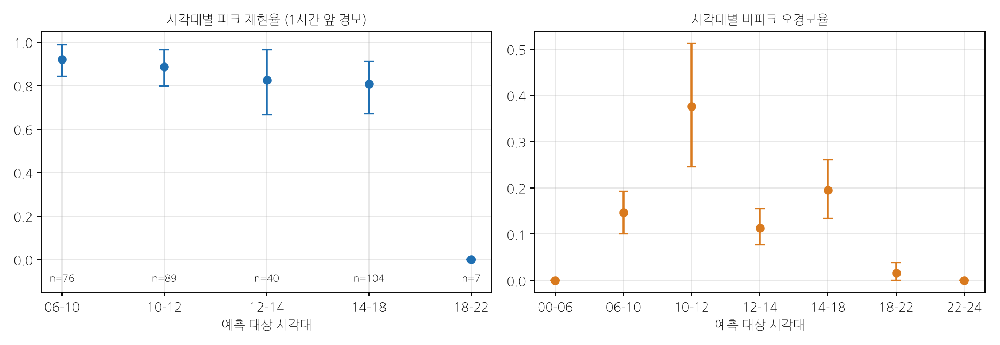 시각대별 피크 재현율 (1시간 앞 경보)
1.0
0.8
0.6
0.4
0.2
0.0
n=76 n=89 n=40 n=104 n=7
06-10 10-12 12-14 14-18 18-22
예측 대상 시각대
시각대별 비피크 오경보율
0.5
0.4
0.3
0.2
0.1
0.0
00-06 06-10 10-12 12-14 14-18 18-22 22-24
예측 대상 시각대